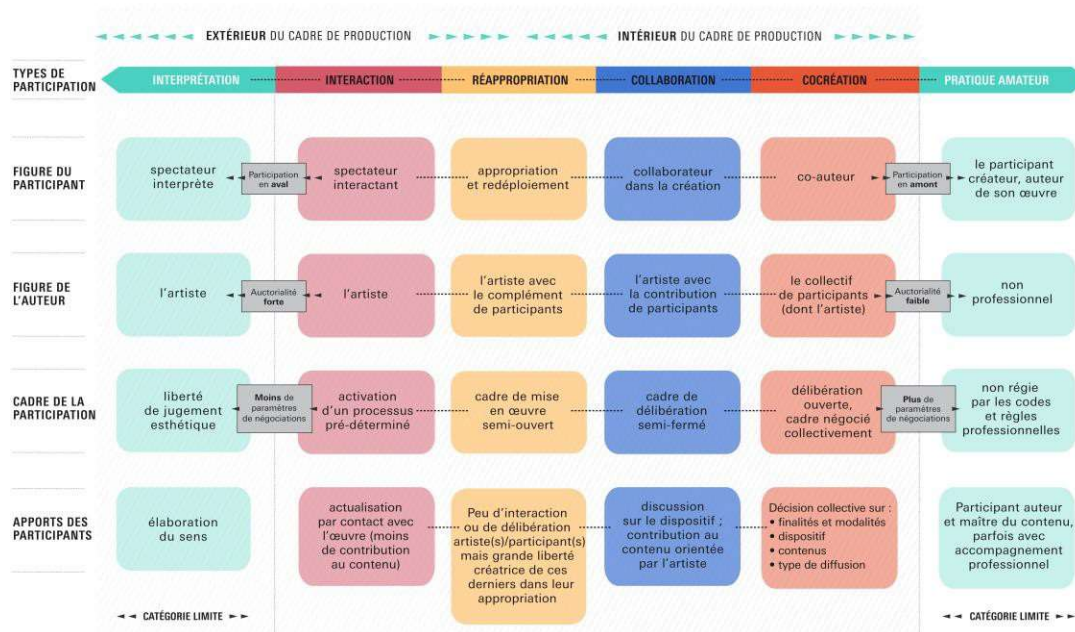 EXTÉRIEUR DU CADRE DE PRODUCTION
INTÉRIEUR DU CADRE DE PRODUCTION
TYPES DE
PARTICIPATION
INTERPRÉTATION
INTERACTION
RÉAPPROPRIATION
COLLABORATION
COCRÉATION
PRATIQUE AMATEUR
FIGURE DU
PARTICIPANT
spectateur
interprète
Participation
en aval
spectateur
interactant
appropriation
et redéploiement
collaborateur
dans la création
co-auteur
Participation
en amont
le participant
créateur, auteur
de son œuvre
FIGURE DE
L'AUTEUR
l'artiste
Auctorialité
forte
l'artiste
l'artiste avec
le complément
de participants
l'artiste avec
la contribution
de participants
le collectif
de participants
(dont l'artiste)
Auctorialité
faible
non
professionnel
CADRE DE LA
PARTICIPATION
liberté
de jugement
esthétique
Moins de
paramètres
de négociations
activation
d'un processus
pré-déterminé
cadre de mise
en œuvre
semi-ouvert
cadre de
délibération
semi-fermé
délibération
ouverte,
cadre négocié
collectivement
Plus de
paramètres
de négociations
non régie
par les codes
et règles
professionnelles
APPORTS DES
PARTICIPANTS
élaboration
du sens
actualisation
par contact avec
l'œuvre (moins
de contribution
au contenu)
Peu d'interaction
ou de délibération
artiste(s)/participant(s)
mais grande liberté
créatrice de ces
derniers dans leur
appropriation
discussion
sur le dispositif ;
contribution au
contenu orientée
par l'artiste
Décision collective sur :
• finalités et modalités
• dispositif
• contenus
• type de diffusion
Participant auteur
et maître du contenu,
parfois avec
accompagnement
professionnel
CATÉGORIE LIMITE
CATÉGORIE LIMITE